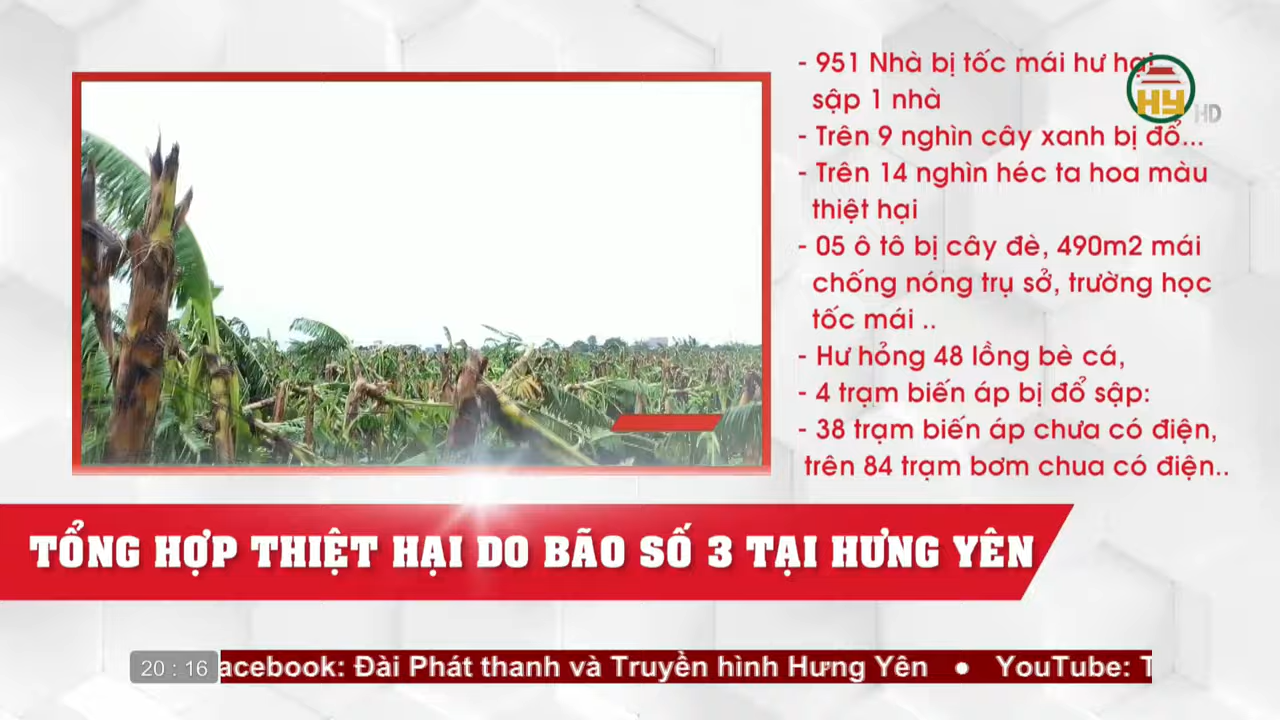 - 951 Nhà bị tốc mái hư hại
sập 1 nhà
- Trên 9 nghìn cây xanh bị đổ...
- Trên 14 nghìn héc ta hoa màu
thiệt hại
- 05 ô tô bị cây đè, 490m2 mái
chống nóng trụ sở, trường học
tốc mái ..
- Hư hỏng 48 lồng bè cá,
- 4 trạm biến áp bị đổ sập:
- 38 trạm biến áp chưa có điện,
trên 84 trạm bơm chua có điện..
HY HD
TỔNG HỢP THIỆT HẠI DO BÃO SỐ 3 TẠI HƯNG YÊN
20 : 16 acebook: Đài Phát thanh và Truyền hình Hưng Yên ● YouTube: T